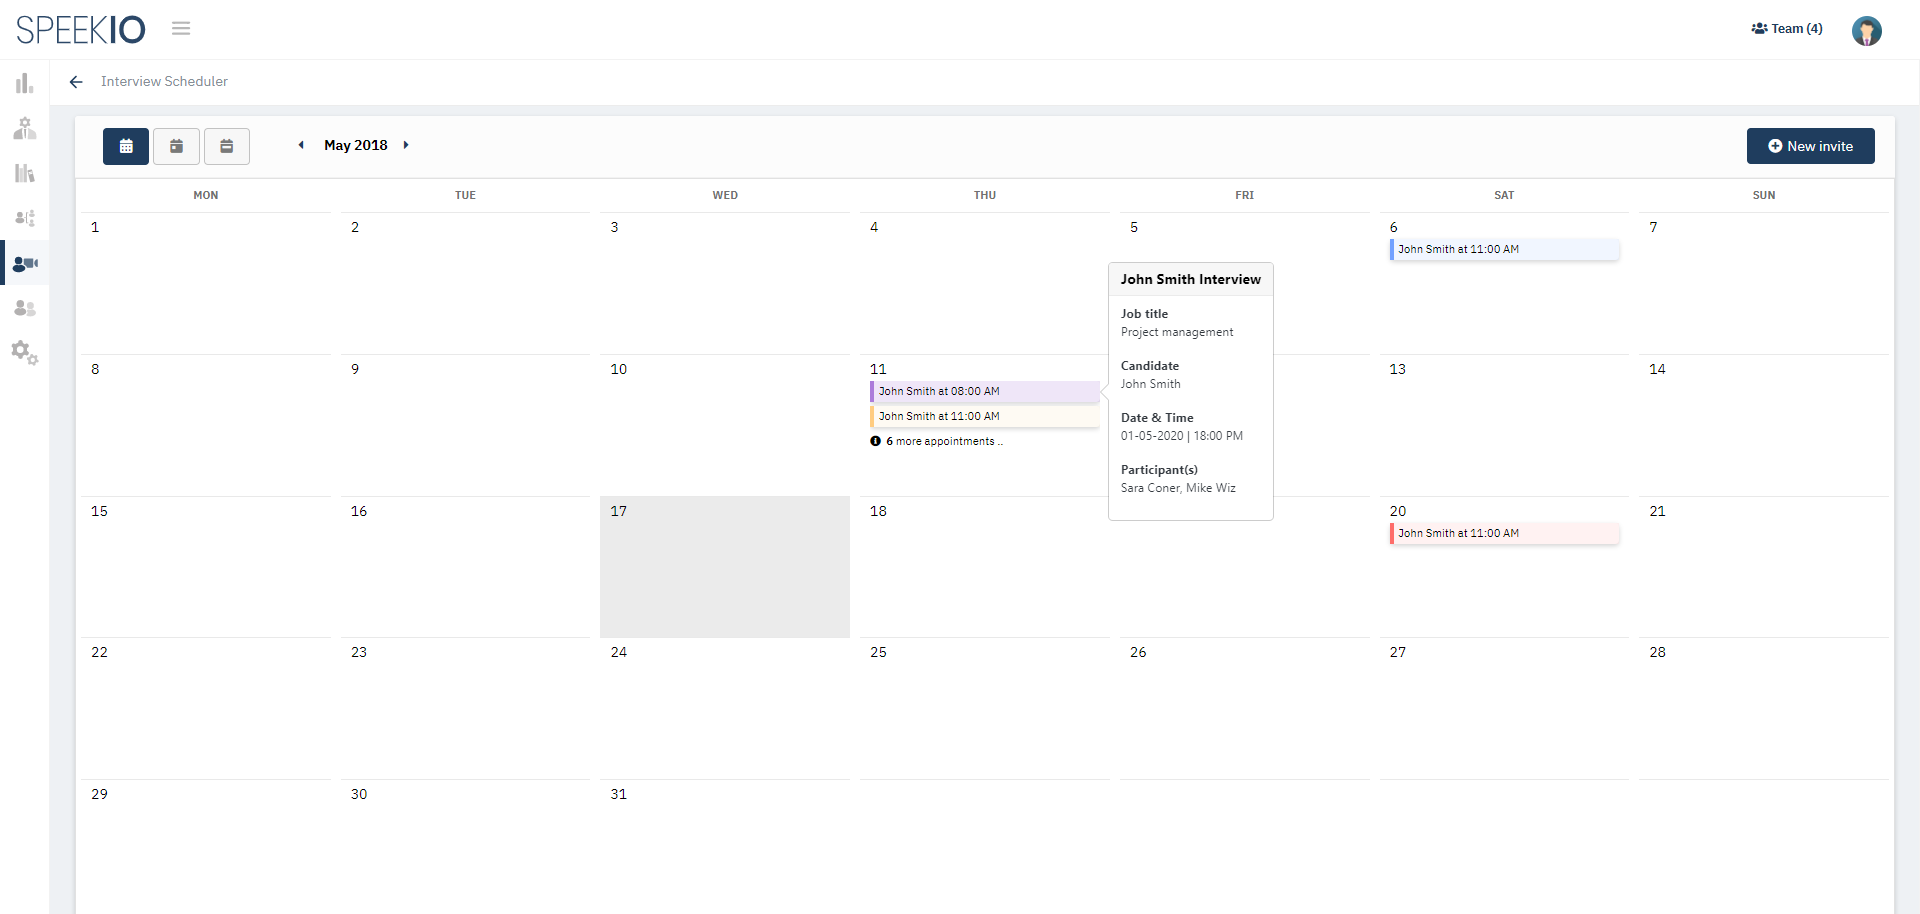 SPEEKIO
Team (4)
Interview Scheduler
May 2018
New invite
MON TUE WED THU FRI SAT SUN
1 2 3 4 5 6 7
John Smith at 11:00 AM
John Smith Interview
Job title
Project management
Candidate
John Smith
Date & Time
01-05-2020 | 18:00 PM
Participant(s)
Sara Coner, Mike Wiz
8 9 10 11 13 14
John Smith at 08:00 AM
John Smith at 11:00 AM
6 more appointments ..
15 16 17 18 20 21
John Smith at 11:00 AM
22 23 24 25 26 27 28
29 30 31